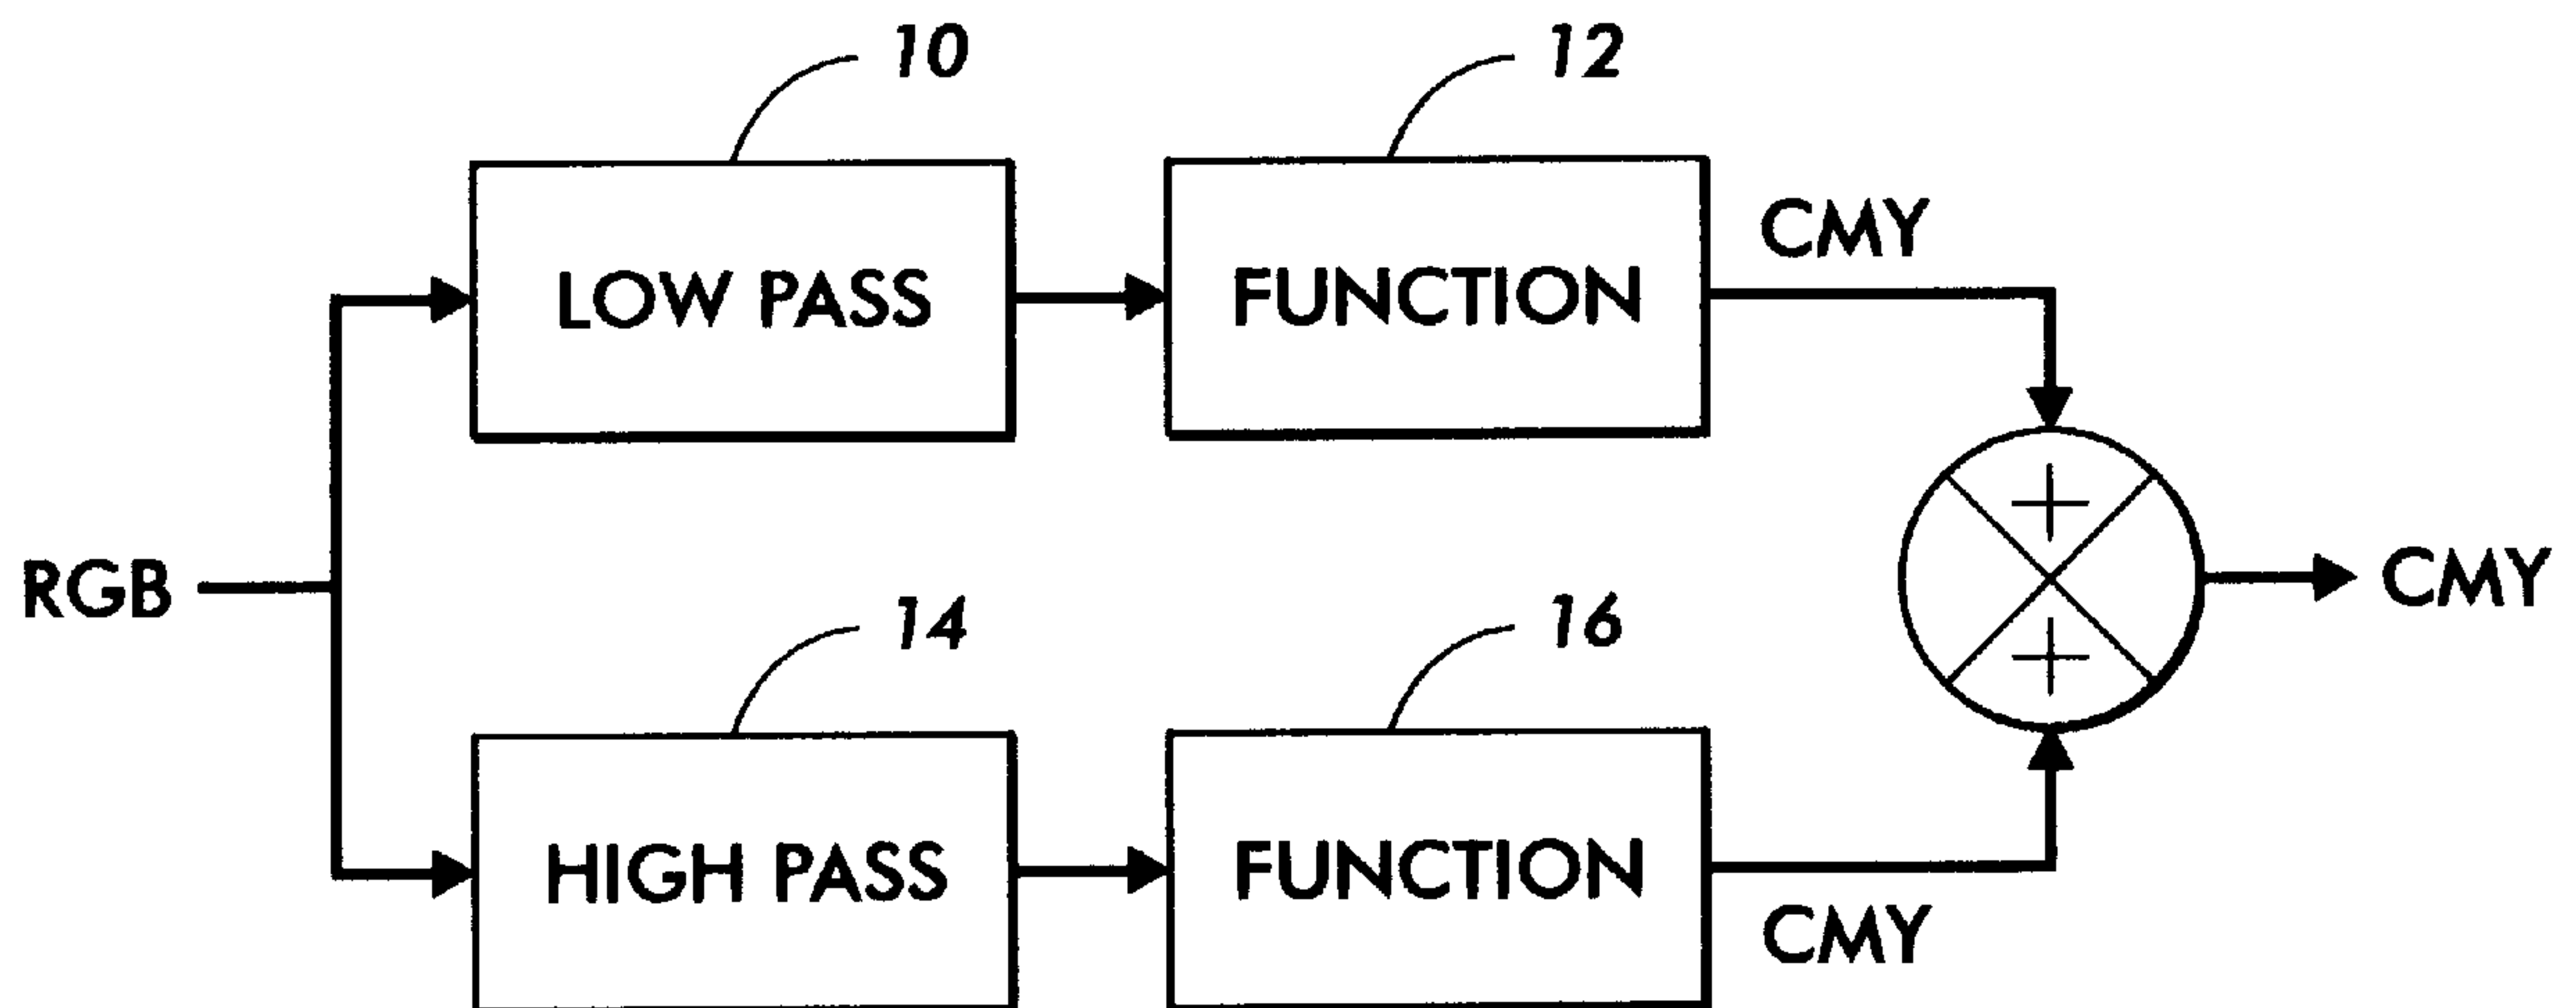 10
12
LOW PASS
FUNCTION
CMY
RGB
CMY
14
16
HIGH PASS
FUNCTION
CMY